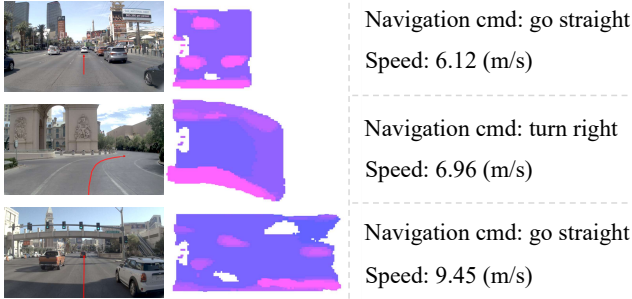 Navigation cmd: go straight
Speed: 6.12 (m/s)
Navigation cmd: turn right
Speed: 6.96 (m/s)
Navigation cmd: go straight
Speed: 9.45 (m/s)